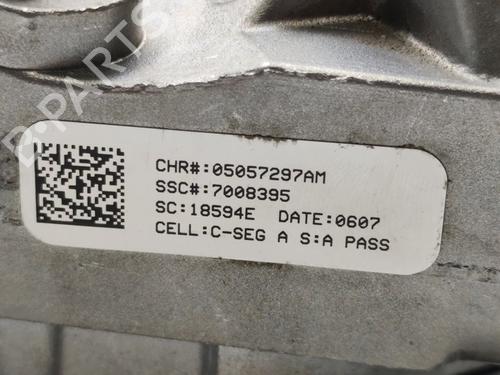 B-PARTS
CHR#:05057297AM
SSC#:7008395
SC:18594E DATE:0607
CELL:C-SEG A S:A PASS